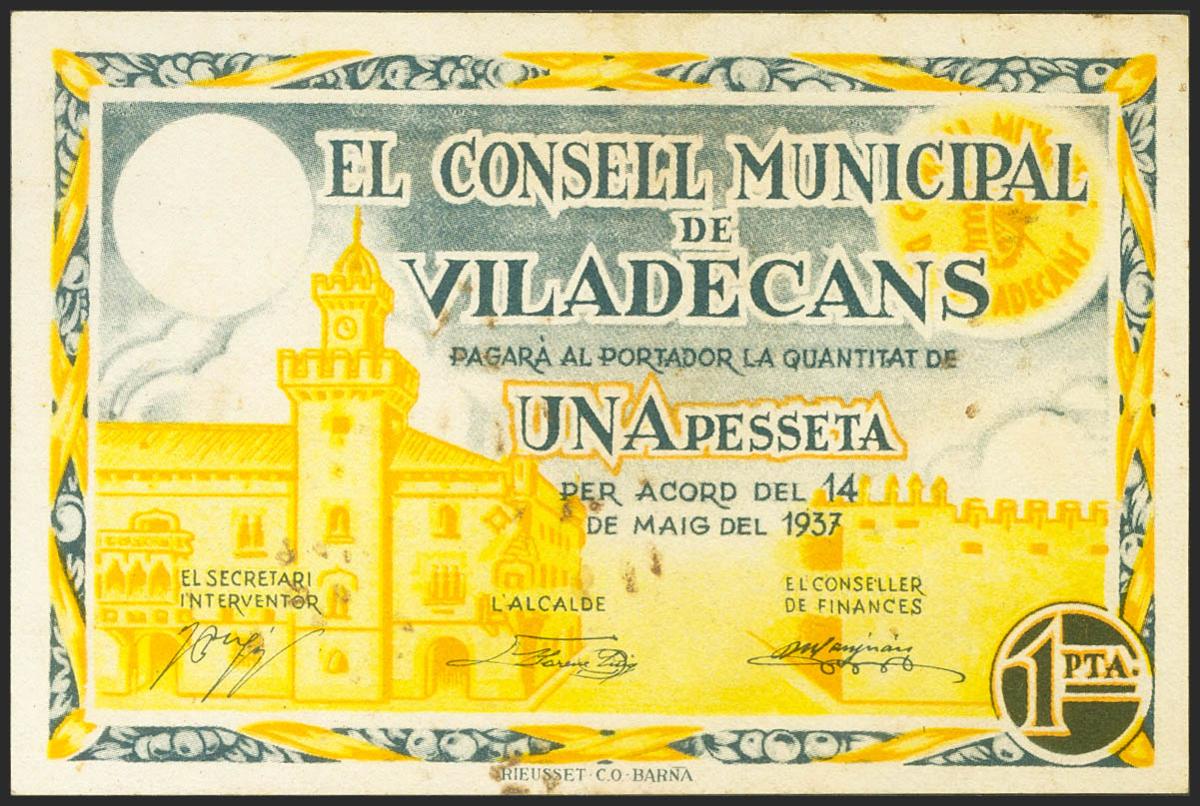 EL CONSELL MUNICIPAL
DE
VILADECANS
PAGARÀ AL PORTADOR LA QUANTITAT DE
UNA PESSETA
PER ACORD DEL 14
DE MAIG DEL 1937
EL SECRETARI
INTERVENTOR
L'ALCALDE
EL CONSELLER
DE FINANCES
1 PTA.
RIEUSSET·C.O·BARNA